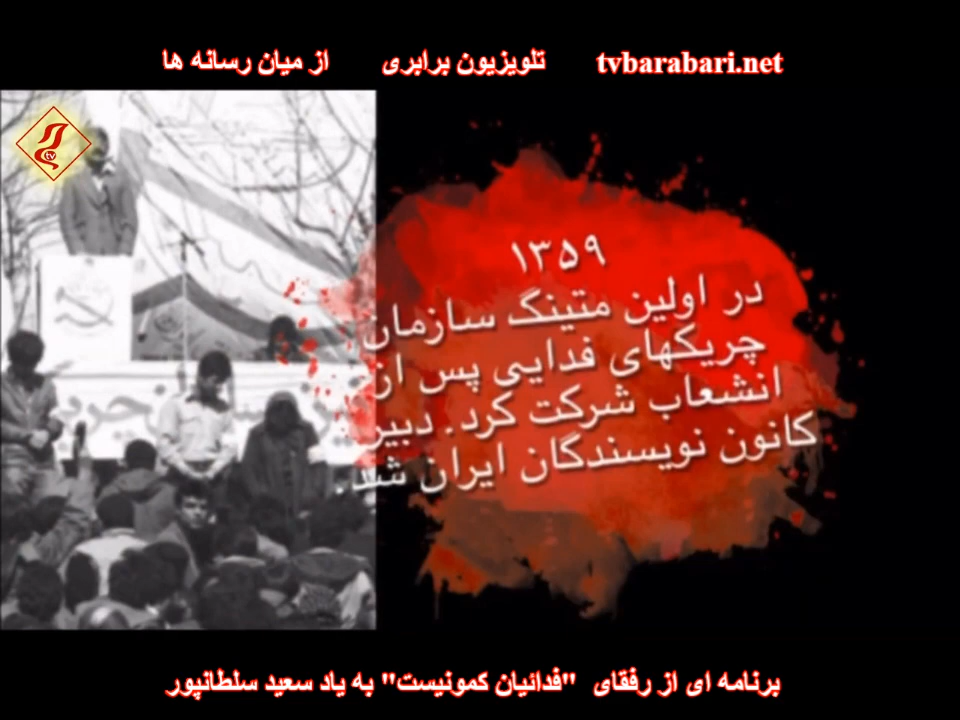 از میان رسانه ها تلویزیون برابری tvbarabari.net
tv
۱۳۵۹
در اولین متینگ سازمان
چریکهای فدایی پس از
انشعاب شرکت کرد. دبیر
کانون نویسندگان ایران شد.
برنامه ای از رفقای "فدائیان کمونیست" به یاد سعید سلطانپور